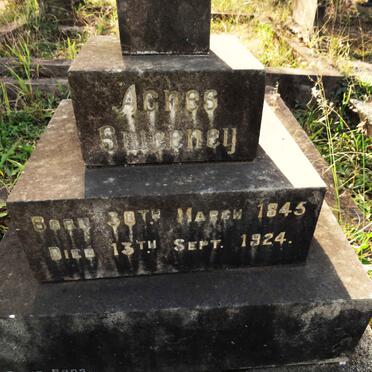 Agnes
Sweeney
Born 30th March 1845
Died 13th Sept. 1924.